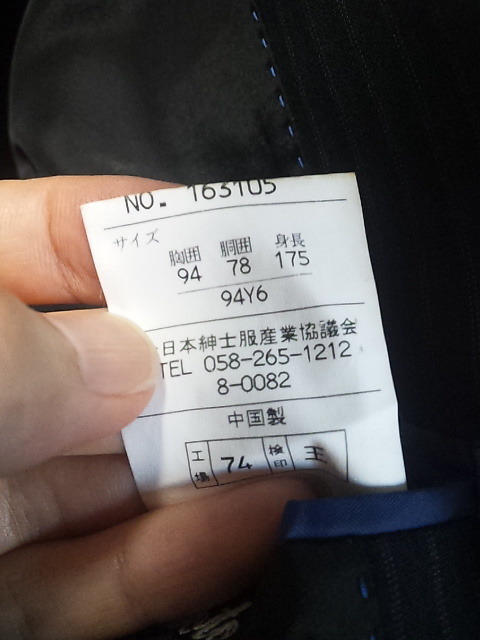 NO. 163105
サイズ
胸囲 胴囲 身長
94 78 175
94Y6
日本紳士服産業協議会
TEL 058-265-1212
8-0082
中国製
工場 74 検印 王